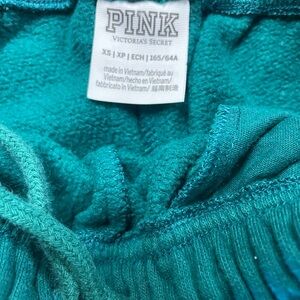 PINK
VICTORIA'S SECRET
XS | XP | ECH | 165/64A
made in Vietnam/fabriqué au
Vietnam/hecho en Vietnam/
fabbricato in Vietnam/ 越南制造